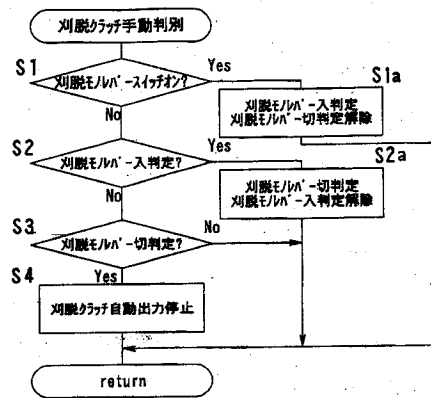 刈脱クラッチ手動判別
S1
刈脱モノレバースイッチオン?
Yes
S1a
刈脱モノレバー入判定
刈脱モノレバー切判定解除
No
S2
刈脱モノレバー入判定?
Yes
S2a
刈脱モノレバー切判定
刈脱モノレバー入判定解除
No
S3
刈脱モノレバー切判定?
No
S4
Yes
刈脱クラッチ自動出力停止
return